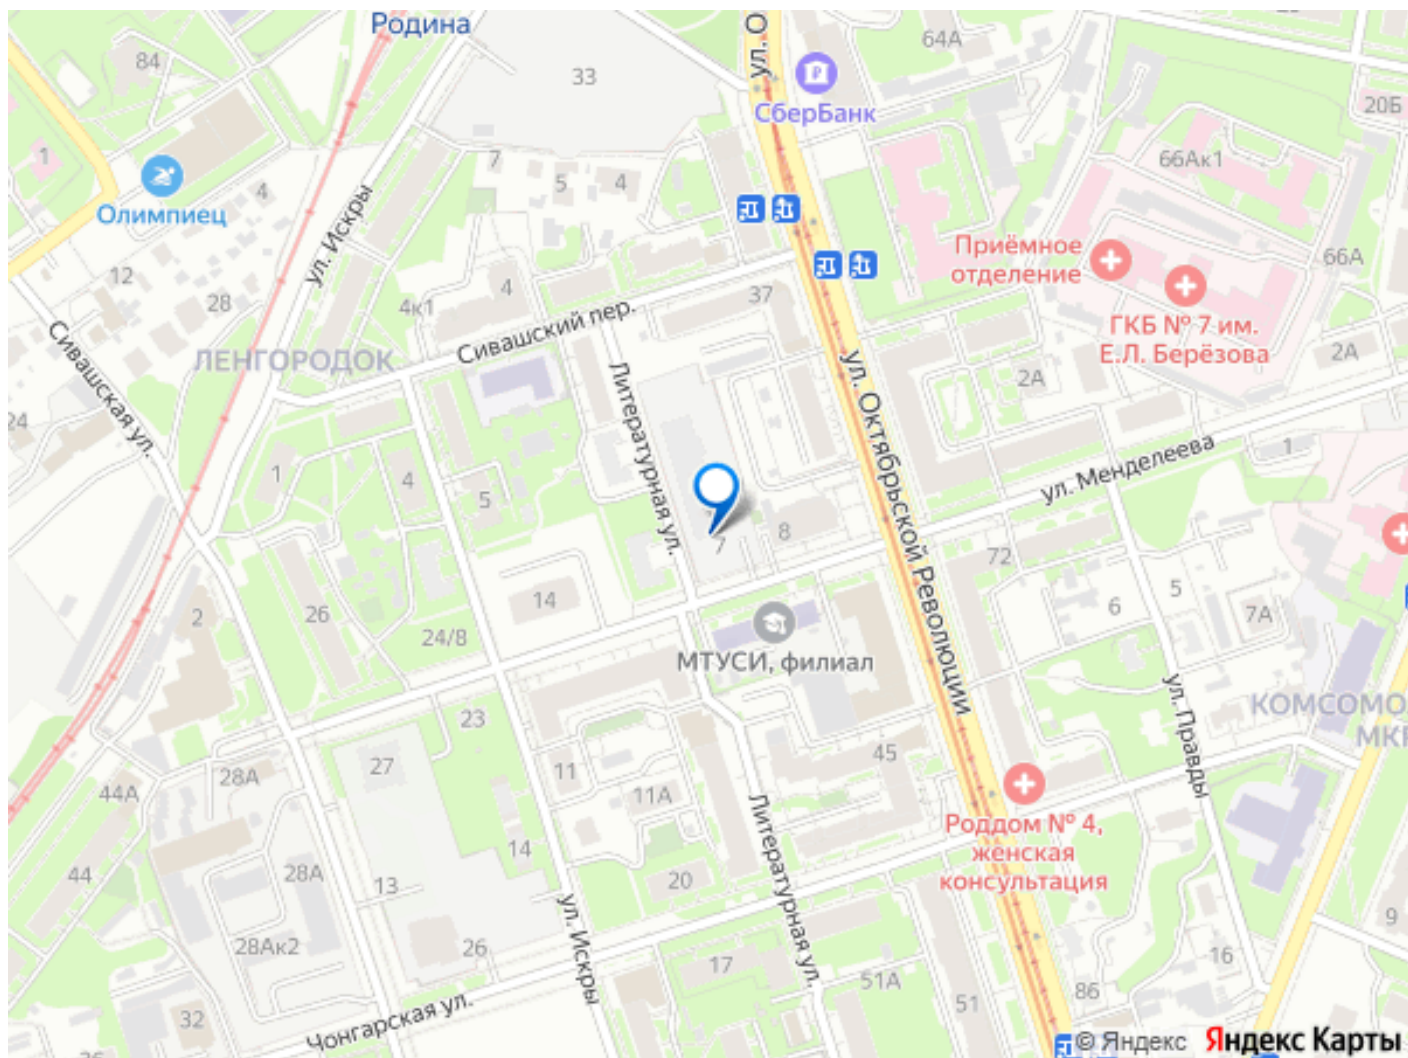 Родина
ул. О
64А
84
33
СберБанк
20Б
1
7
5
4
66Ак1
4
Олимпиец
ул. Искры
Приёмное
отделение
66А
12
28
4к1
4
37
ГКБ № 7 им.
Е.Л. Берёзова
2А
Сивашский пер.
ЛЕНГОРОДОК
2А
Сивашская ул.
24
Литературная ул.
ул. Октябрьской Революции
ул. Менделеева
1
1
4
5
8
7
72
5
6
7А
14
26
2
24/8
МТУСИ, филиал
КОМСОМО
МКР
ул. Правды
23
27
28А
44А
11
11А
45
Литературная ул.
Роддом № 4,
женская
консультация
14
44
28А
13
20
ул. Искры
9
28Ак2
26
17
51А
51
16
86
32
Чонгарская ул.
© Яндекс Яндекс Карты